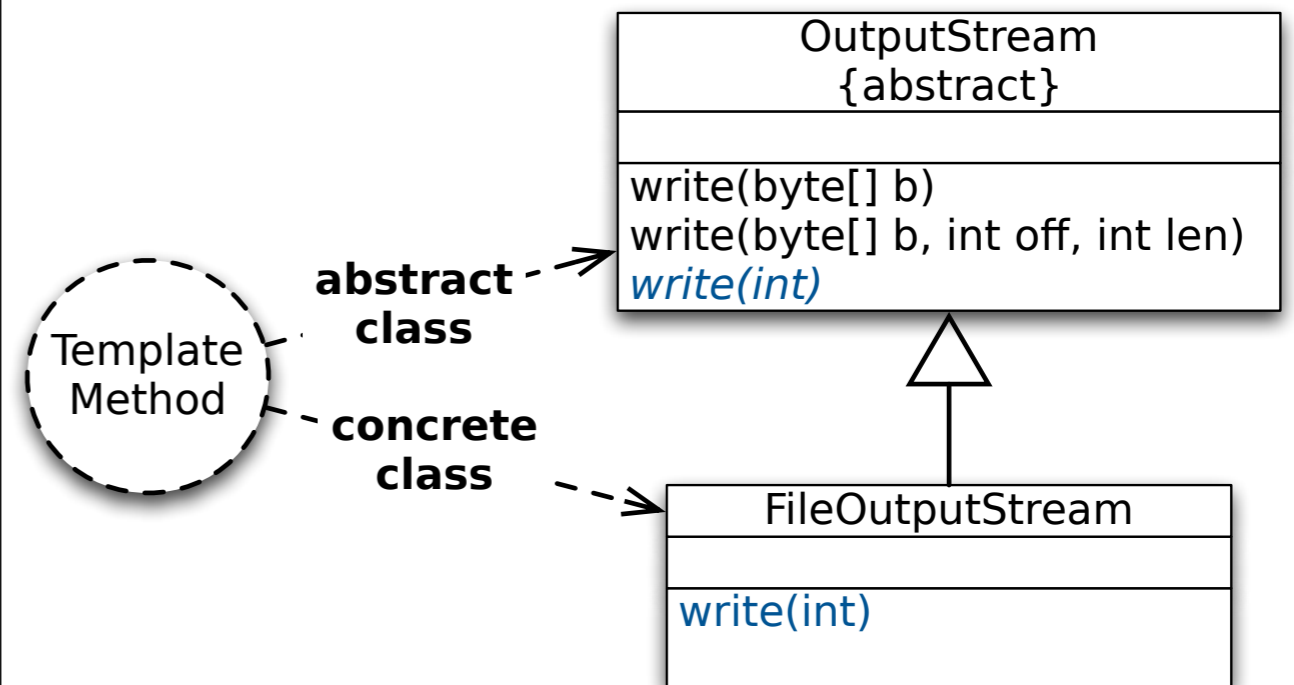 OutputStream
{abstract}
write(byte[] b)
write(byte[] b, int off, int len)
write(int)
abstract
class
Template
Method
concrete
class
FileOutputStream
write(int)